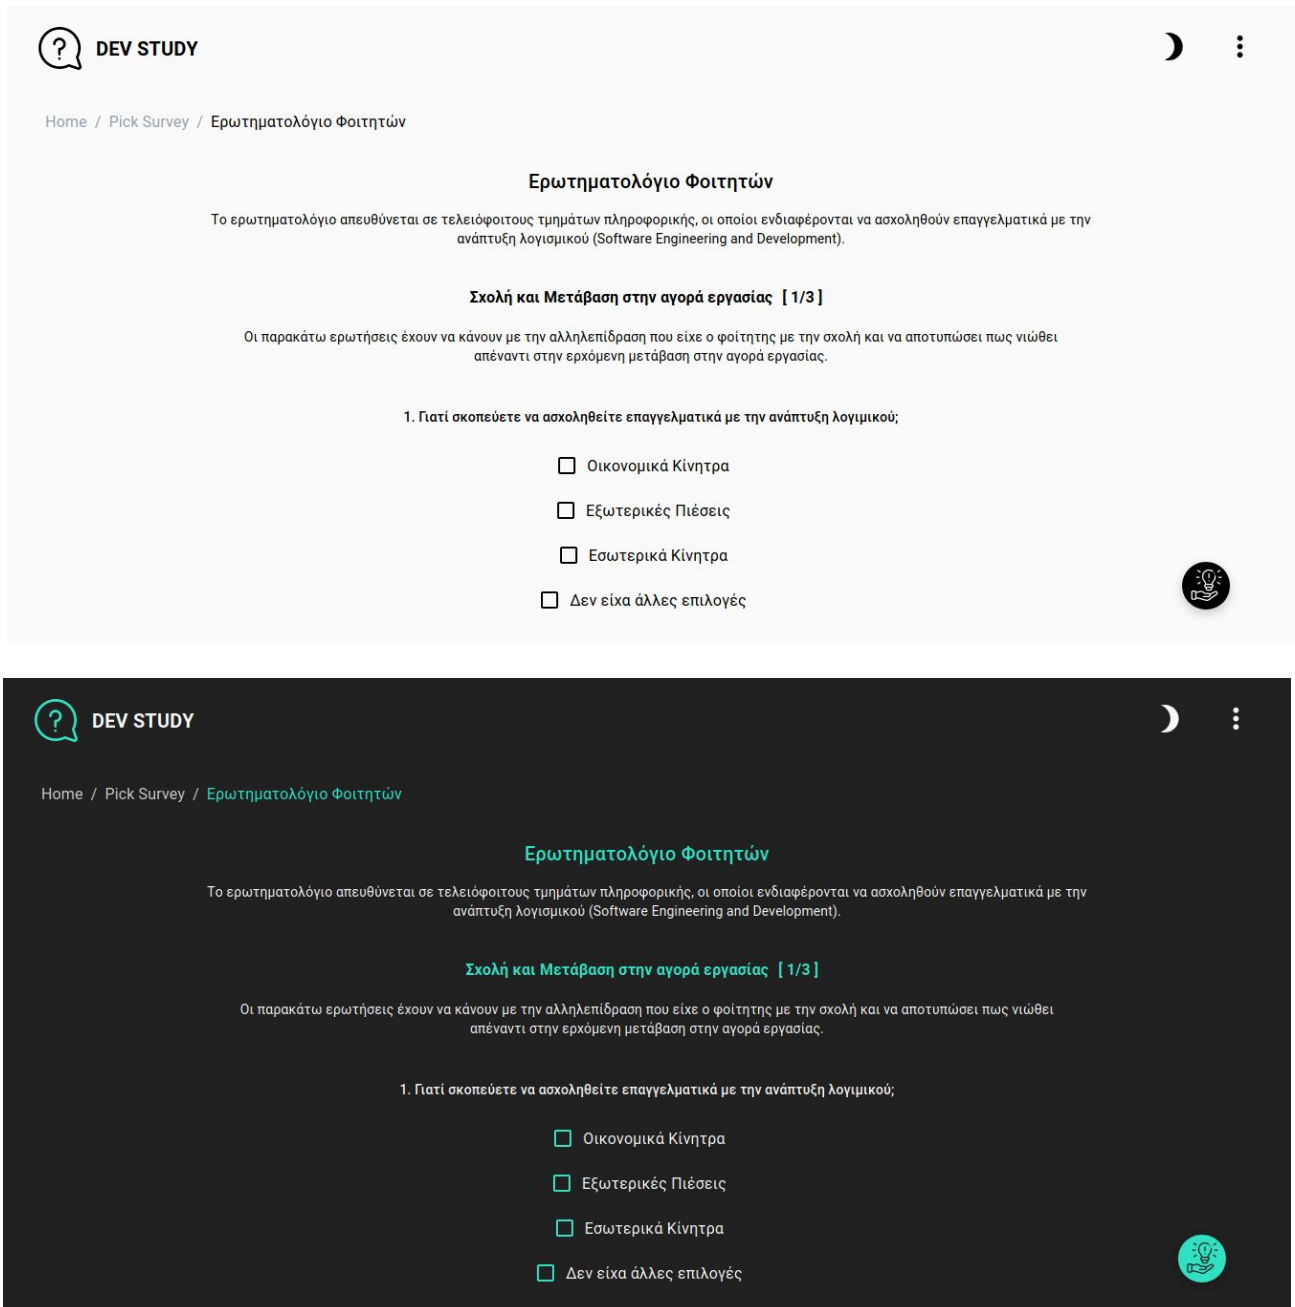 DEV STUDY
Home / Pick Survey / Ερωτηματολόγιο Φοιτητών
Ερωτηματολόγιο Φοιτητών
Το ερωτηματολόγιο απευθύνεται σε τελειόφοιτους τμημάτων πληροφορικής, οι οποίοι ενδιαφέρονται να ασχοληθούν επαγγελματικά με την
ανάπτυξη λογισμικού (Software Engineering and Development).
Σχολή και Μετάβαση στην αγορά εργασίας [ 1/3 ]
Οι παρακάτω ερωτήσεις έχουν να κάνουν με την αλληλεπίδραση που είχε ο φοίτητης με την σχολή και να αποτυπώσει πως νιώθει
απέναντι στην ερχόμενη μετάβαση στην αγορά εργασίας.
1. Γιατί σκοπεύετε να ασχοληθείτε επαγγελματικά με την ανάπτυξη λογιμικού;
Οικονομικά Κίνητρα
Εξωτερικές Πιέσεις
Εσωτερικά Κίνητρα
Δεν είχα άλλες επιλογές
DEV STUDY
Home / Pick Survey / Ερωτηματολόγιο Φοιτητών
Ερωτηματολόγιο Φοιτητών
Το ερωτηματολόγιο απευθύνεται σε τελειόφοιτους τμημάτων πληροφορικής, οι οποίοι ενδιαφέρονται να ασχοληθούν επαγγελματικά με την
ανάπτυξη λογισμικού (Software Engineering and Development).
Σχολή και Μετάβαση στην αγορά εργασίας [ 1/3 ]
Οι παρακάτω ερωτήσεις έχουν να κάνουν με την αλληλεπίδραση που είχε ο φοίτητης με την σχολή και να αποτυπώσει πως νιώθει
απέναντι στην ερχόμενη μετάβαση στην αγορά εργασίας.
1. Γιατί σκοπεύετε να ασχοληθείτε επαγγελματικά με την ανάπτυξη λογιμικού;
Οικονομικά Κίνητρα
Εξωτερικές Πιέσεις
Εσωτερικά Κίνητρα
Δεν είχα άλλες επιλογές